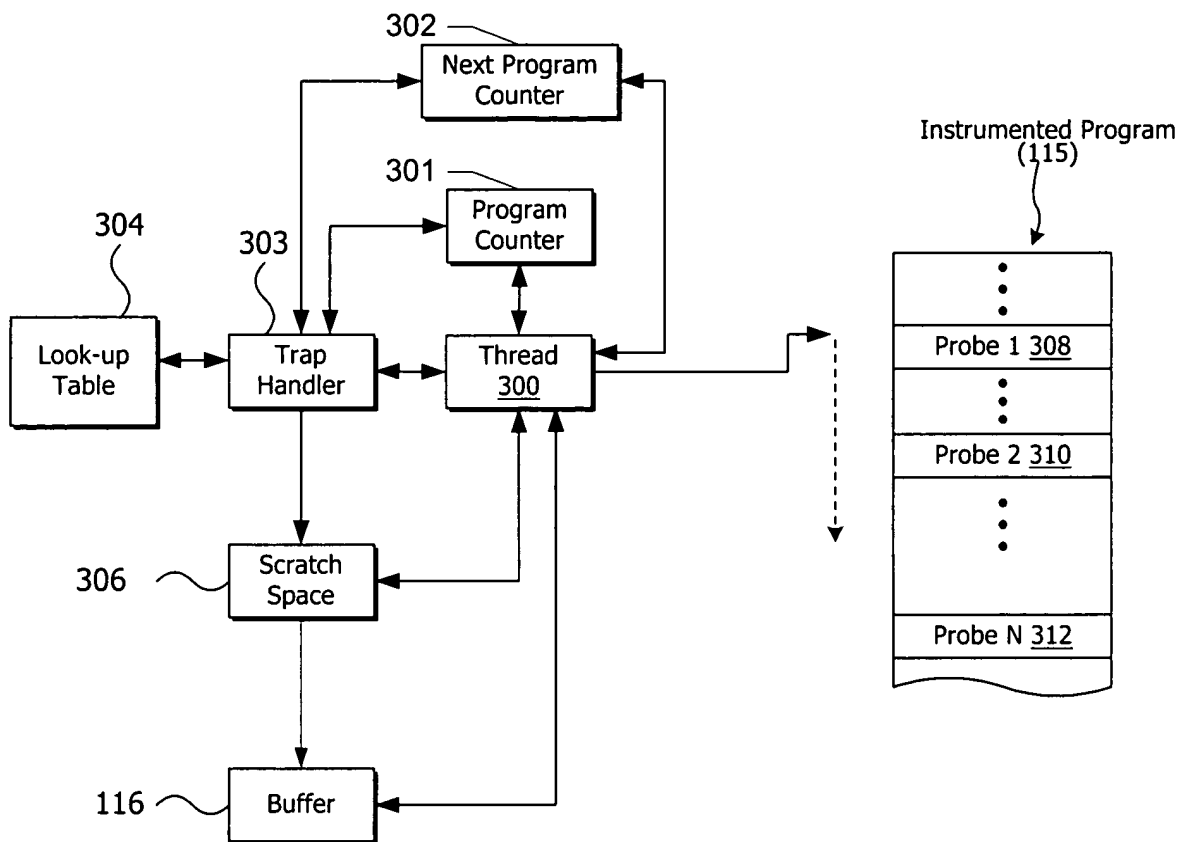 302
Next Program
Counter
Instrumented Program
(115)
301
Program
Counter
304
303
Look-up
Table
Trap
Handler
Thread
300
Probe 1 308
Probe 2 310
306
Scratch
Space
Probe N 312
116
Buffer